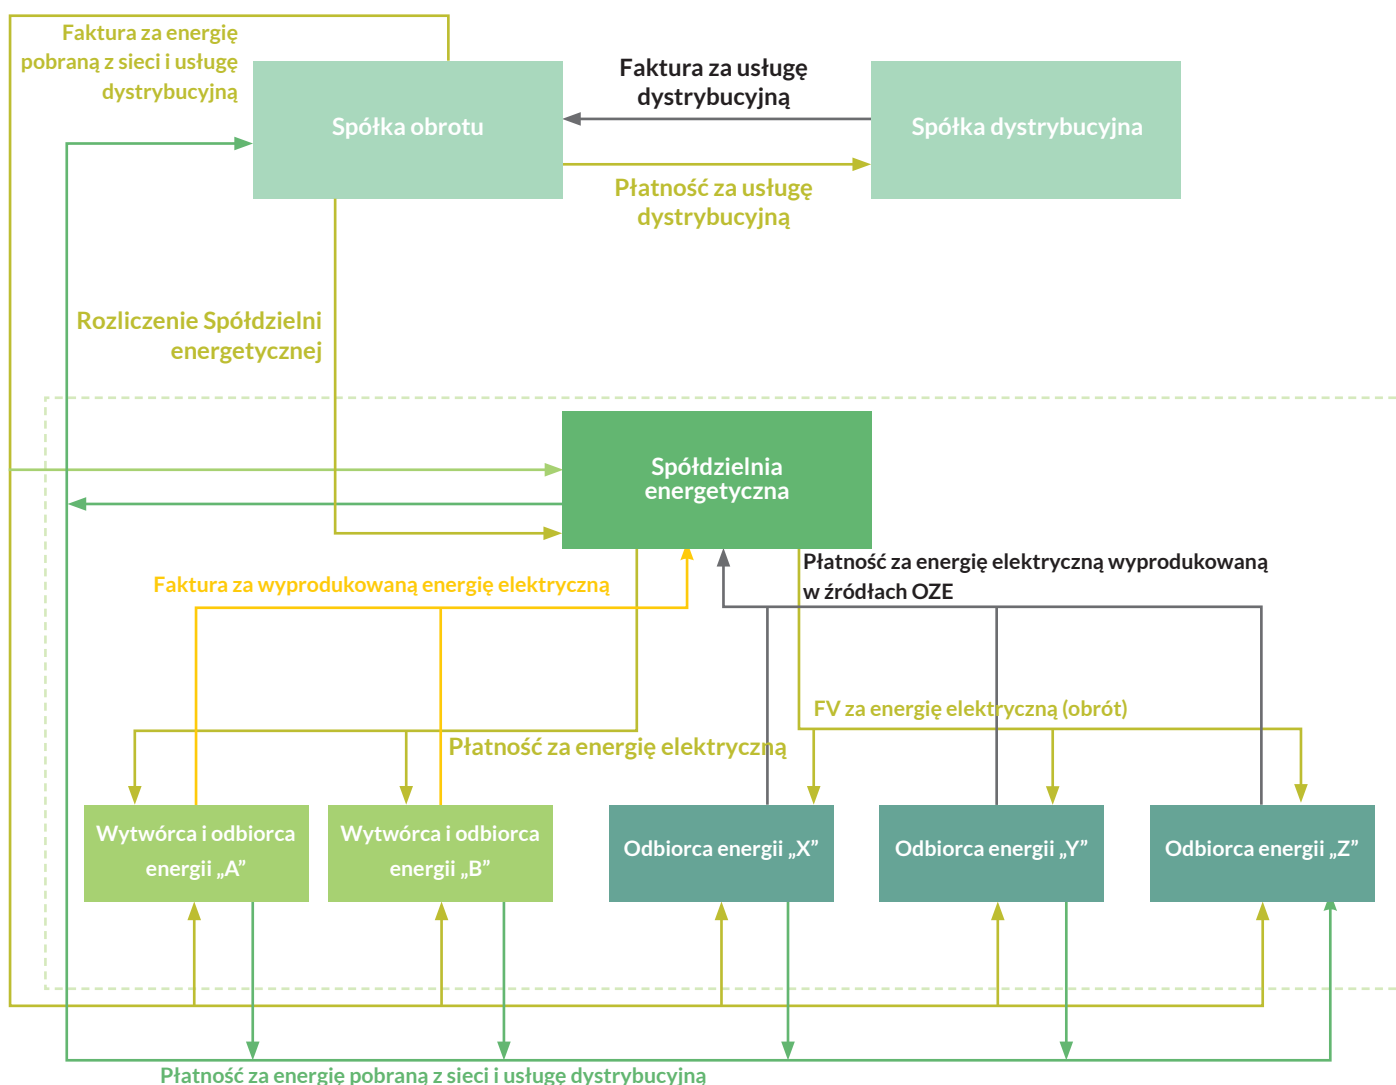 Faktura za energię
pobraną z sieci i usługę
dystrybucyjną
Faktura za usługę
dystrybucyjną
Spółka obrotu
Spółka dystrybucyjna
Płatność za usługę
dystrybucyjną
Rozliczenie Spółdzielni
energetycznej
Spółdzielnia
energetyczna
Płatność za energię elektryczną wyprodukowaną
w źródłach OZE
Faktura za wyprodukowaną energię elektryczną
FV za energię elektryczną (obrót)
Płatność za energię elektryczną
Wytwórca i odbiorca
energii „A”
Wytwórca i odbiorca
energii „B”
Odbiorca energii „X”
Odbiorca energii „Y”
Odbiorca energii „Z”
Płatność za energię pobraną z sieci i usługę dystrybucyjną